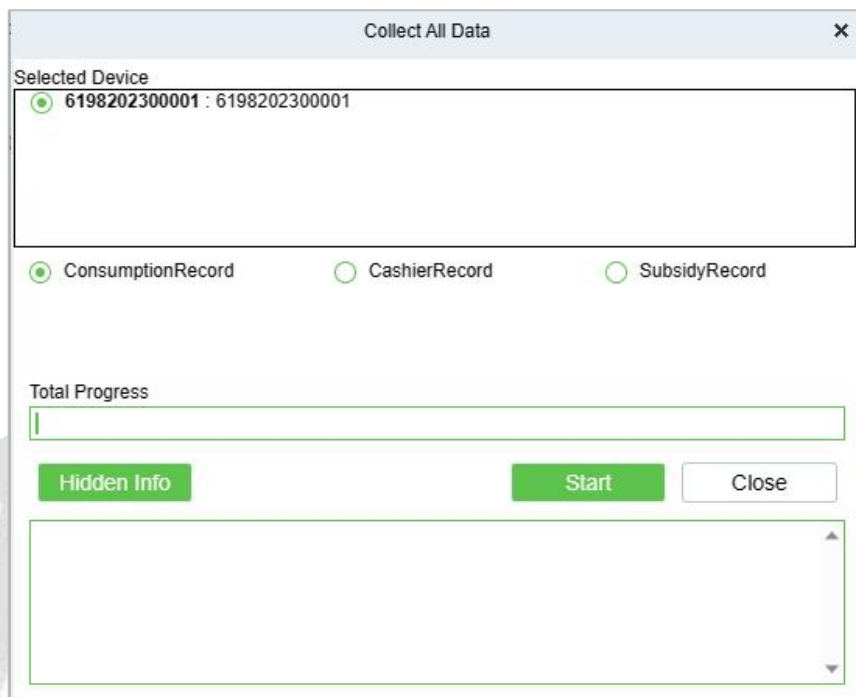 Collect All Data
Selected Device
6198202300001 : 6198202300001
ConsumptionRecord CashierRecord SubsidyRecord
Total Progress
Hidden Info Start Close